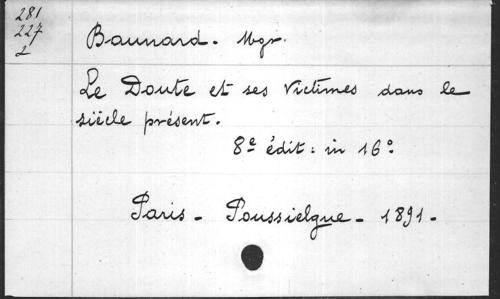 281
227
2
Baunard. Mgr.
Le Doute et ses Victimes dans le
siècle présent.
8e édit: in 16°
Paris - Poussielgue - 1891.